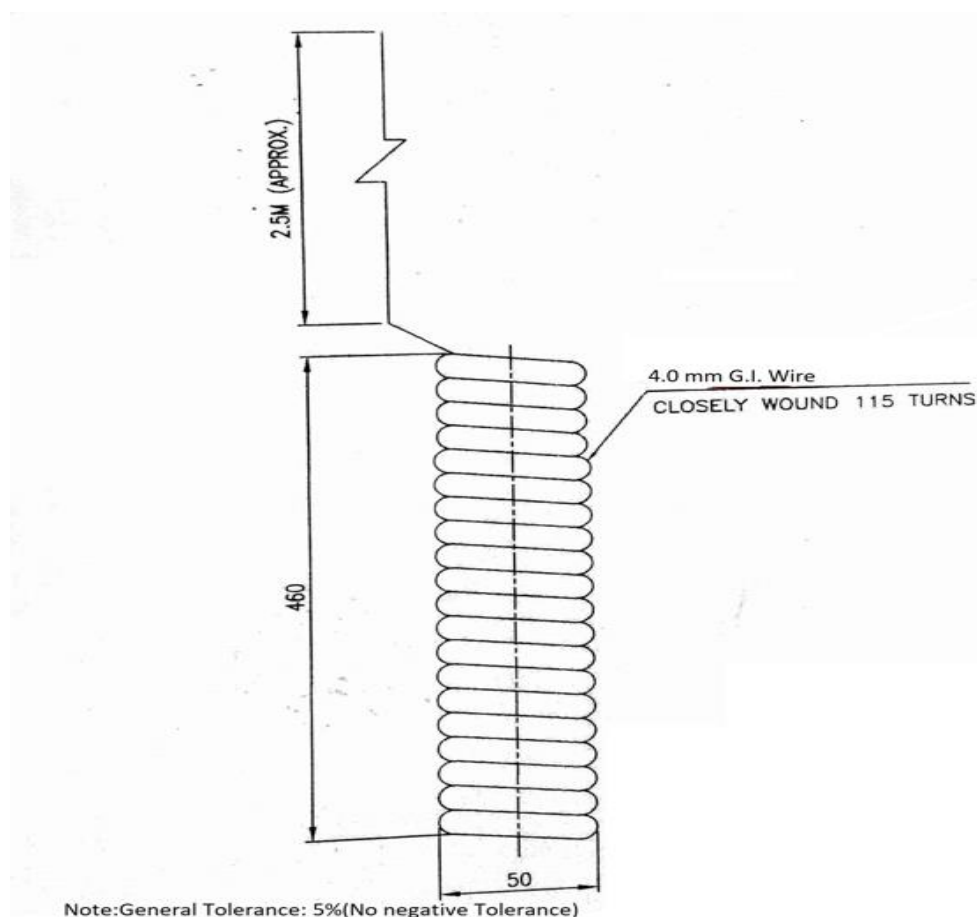 2.5M (APPROX.)
4.0 mm G.I. Wire
CLOSELY WOUND 115 TURNS
460
50
Note:General Tolerance: 5%(No negative Tolerance)